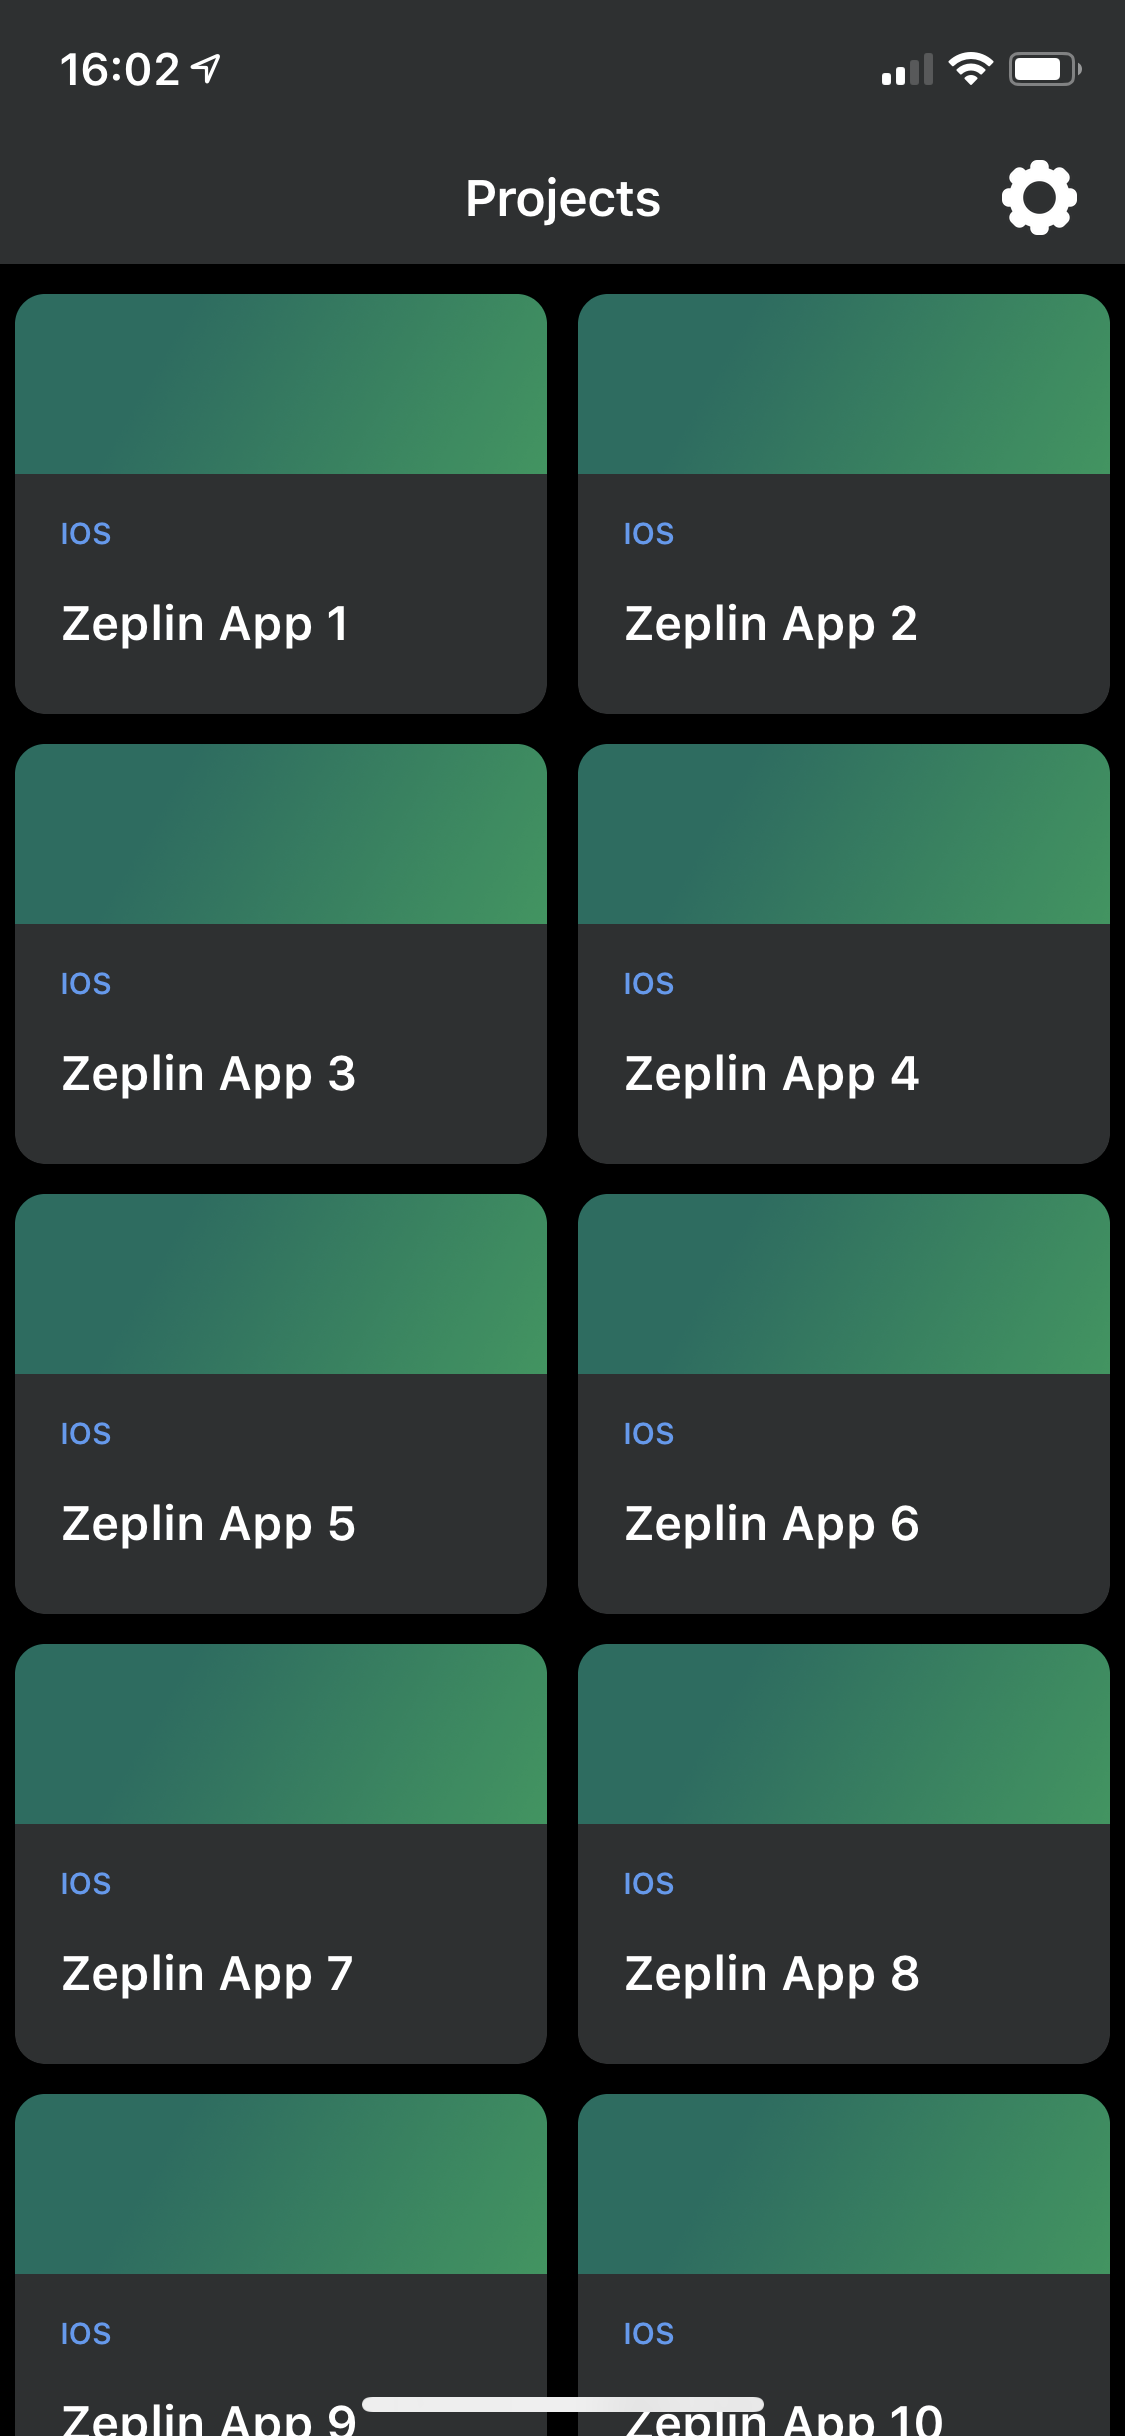 16:02
Projects
IOS
Zeplin App 1
IOS
Zeplin App 2
IOS
Zeplin App 3
IOS
Zeplin App 4
IOS
Zeplin App 5
IOS
Zeplin App 6
IOS
Zeplin App 7
IOS
Zeplin App 8
IOS
Zeplin App 9
IOS
Zeplin App 10